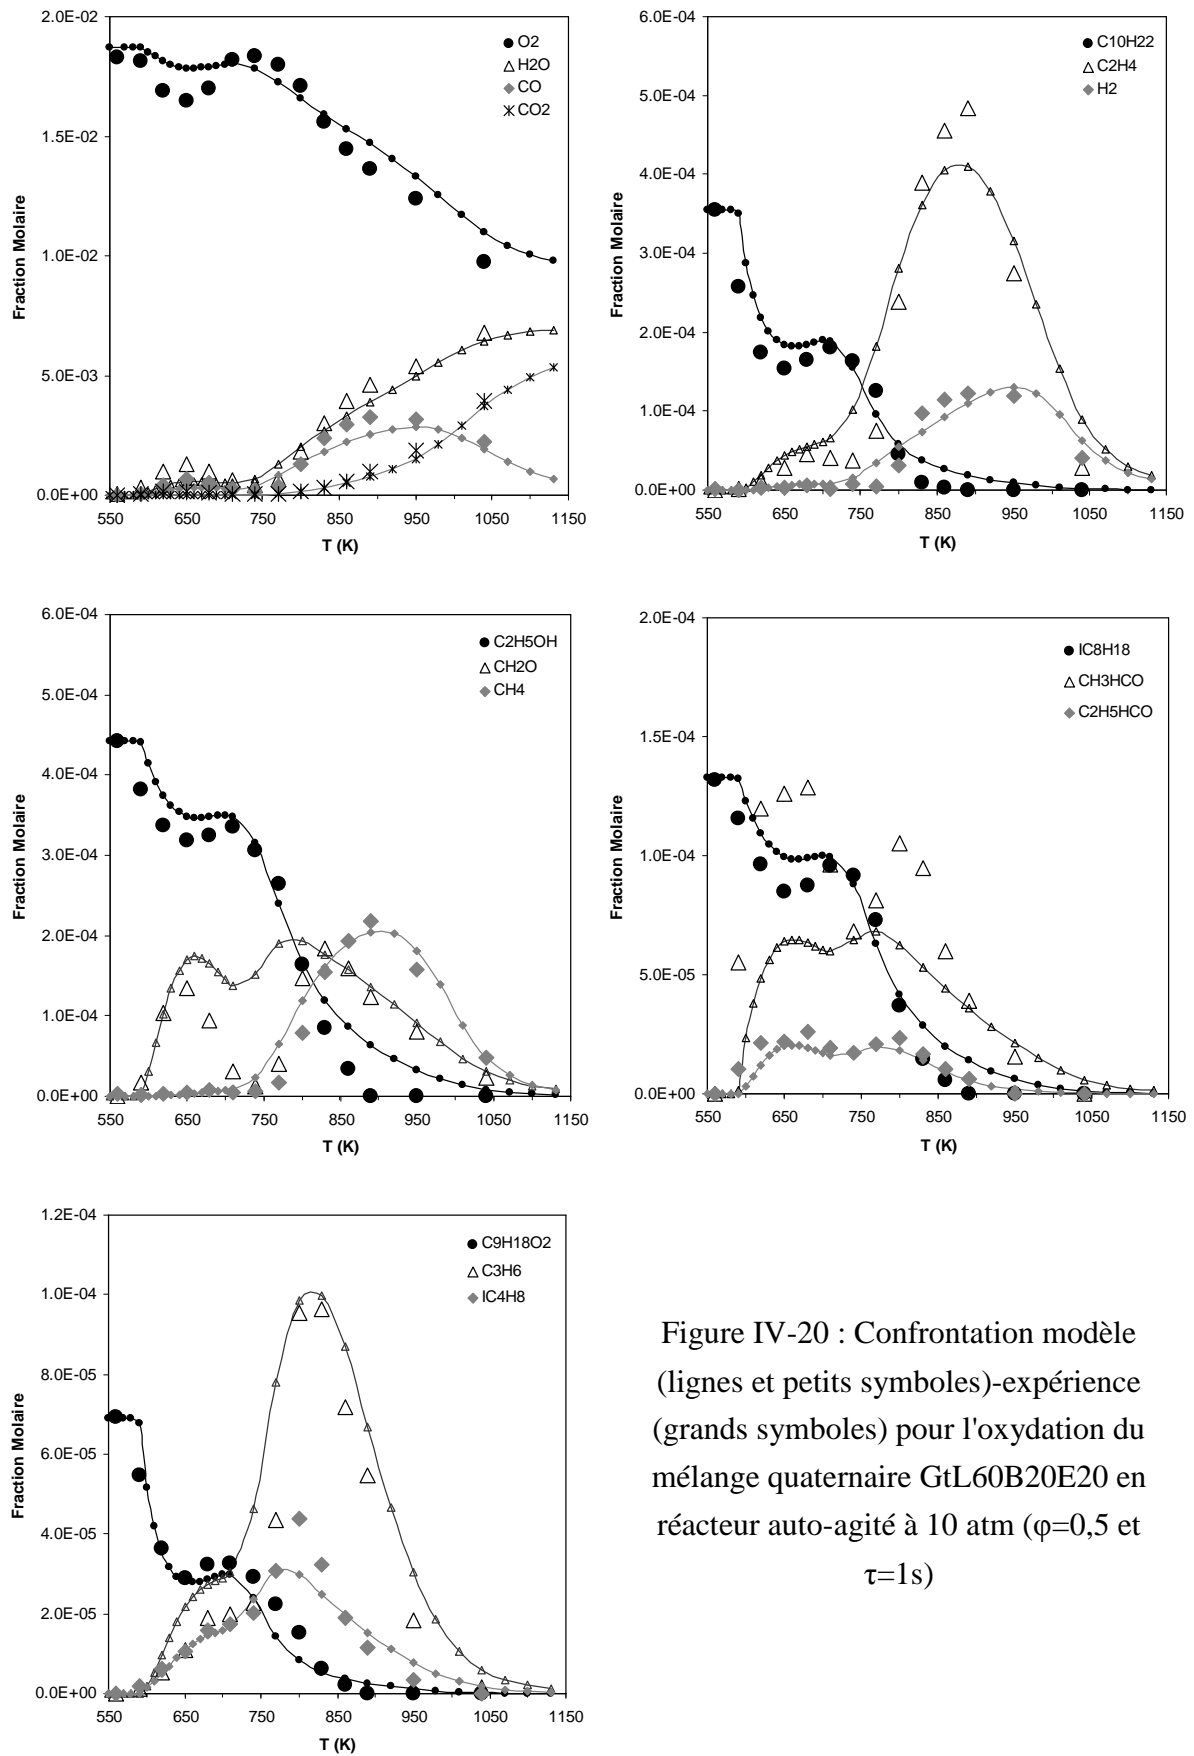 2.0E-02
1.5E-02
1.0E-02
5.0E-03
0.0E+00
Fraction Molaire
O2
H2O
CO
CO2
550 650 750 850 950 1050 1150
T (K)
6.0E-04
5.0E-04
4.0E-04
3.0E-04
2.0E-04
1.0E-04
0.0E+00
Fraction Molaire
C10H22
C2H4
H2
550 650 750 850 950 1050 1150
T (K)
6.0E-04
5.0E-04
4.0E-04
3.0E-04
2.0E-04
1.0E-04
0.0E+00
Fraction Molaire
C2H5OH
CH2O
CH4
550 650 750 850 950 1050 1150
T (K)
2.0E-04
1.5E-04
1.0E-04
5.0E-05
0.0E+00
Fraction Molaire
IC8H18
CH3HCO
C2H5HCO
550 650 750 850 950 1050 1150
T (K)
1.2E-04
1.0E-04
8.0E-05
6.0E-05
4.0E-05
2.0E-05
0.0E+00
Fraction Molaire
C9H18O2
C3H6
IC4H8
550 650 750 850 950 1050 1150
T (K)
Figure IV-20 : Confrontation modèle
(lignes et petits symboles)-expérience
(grands symboles) pour l'oxydation du
mélange quaternaire GtL60B20E20 en
réacteur auto-agité à 10 atm (φ=0,5 et
τ=1s)